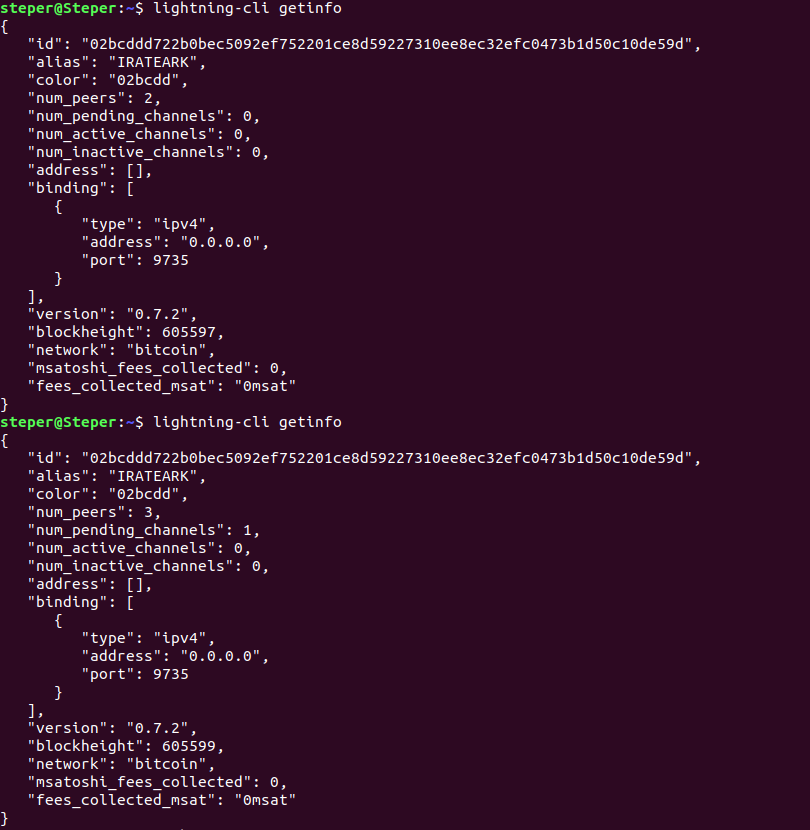 steper@Steper:~$ lightning-cli getinfo
{
   "id": "02bcddd722b0bec5092ef752201ce8d59227310ee8ec32efc0473b1d50c10de59d",
   "alias": "IRATEARK",
   "color": "02bcdd",
   "num_peers": 2,
   "num_pending_channels": 0,
   "num_active_channels": 0,
   "num_inactive_channels": 0,
   "address": [],
   "binding": [
      {
         "type": "ipv4",
         "address": "0.0.0.0",
         "port": 9735
      }
   ],
   "version": "0.7.2",
   "blockheight": 605597,
   "network": "bitcoin",
   "msatoshi_fees_collected": 0,
   "fees_collected_msat": "0msat"
}
steper@Steper:~$ lightning-cli getinfo
{
   "id": "02bcddd722b0bec5092ef752201ce8d59227310ee8ec32efc0473b1d50c10de59d",
   "alias": "IRATEARK",
   "color": "02bcdd",
   "num_peers": 3,
   "num_pending_channels": 1,
   "num_active_channels": 0,
   "num_inactive_channels": 0,
   "address": [],
   "binding": [
      {
         "type": "ipv4",
         "address": "0.0.0.0",
         "port": 9735
      }
   ],
   "version": "0.7.2",
   "blockheight": 605599,
   "network": "bitcoin",
   "msatoshi_fees_collected": 0,
   "fees_collected_msat": "0msat"
}